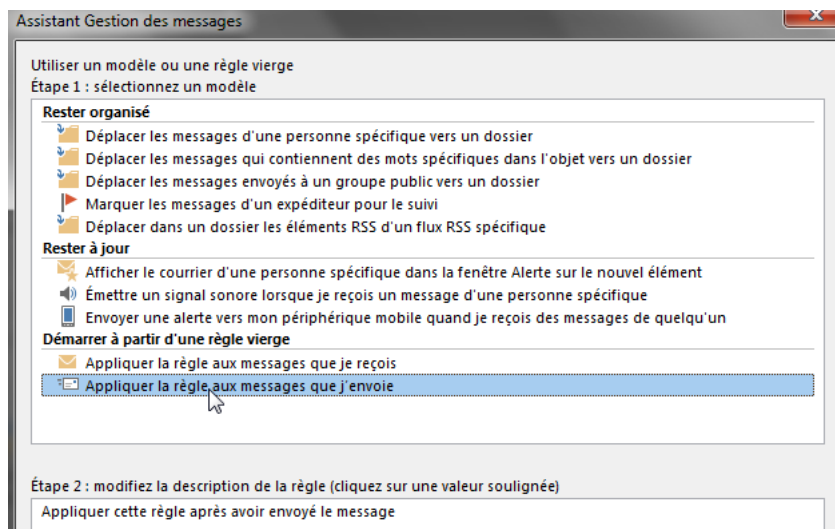 Assistant Gestion des messages
Utiliser un modèle ou une règle vierge
Étape 1 : sélectionnez un modèle
Rester organisé
Déplacer les messages d'une personne spécifique vers un dossier
Déplacer les messages qui contiennent des mots spécifiques dans l'objet vers un dossier
Déplacer les messages envoyés à un groupe public vers un dossier
Marquer les messages d'un expéditeur pour le suivi
Déplacer dans un dossier les éléments RSS d'un flux RSS spécifique
Rester à jour
Afficher le courrier d'une personne spécifique dans la fenêtre Alerte sur le nouvel élément
Émettre un signal sonore lorsque je reçois un message d'une personne spécifique
Envoyer une alerte vers mon périphérique mobile quand je reçois des messages de quelqu'un
Démarrer à partir d'une règle vierge
Appliquer la règle aux messages que je reçois
Appliquer la règle aux messages que j'envoie
Étape 2 : modifiez la description de la règle (cliquez sur une valeur soulignée)
Appliquer cette règle après avoir envoyé le message